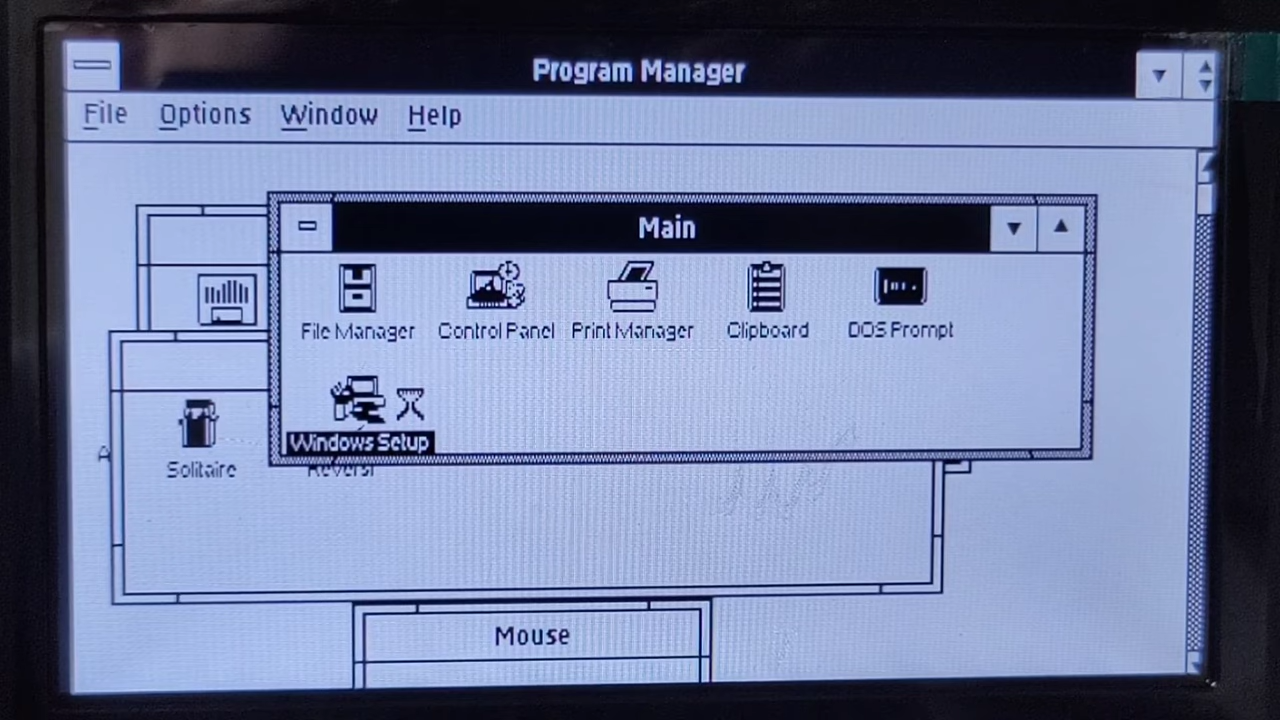 Program Manager
File Options Window Help
Main
File Manager Control Panel Print Manager Clipboard DOS Prompt
Windows Setup
Solitaire Reversi
Mouse